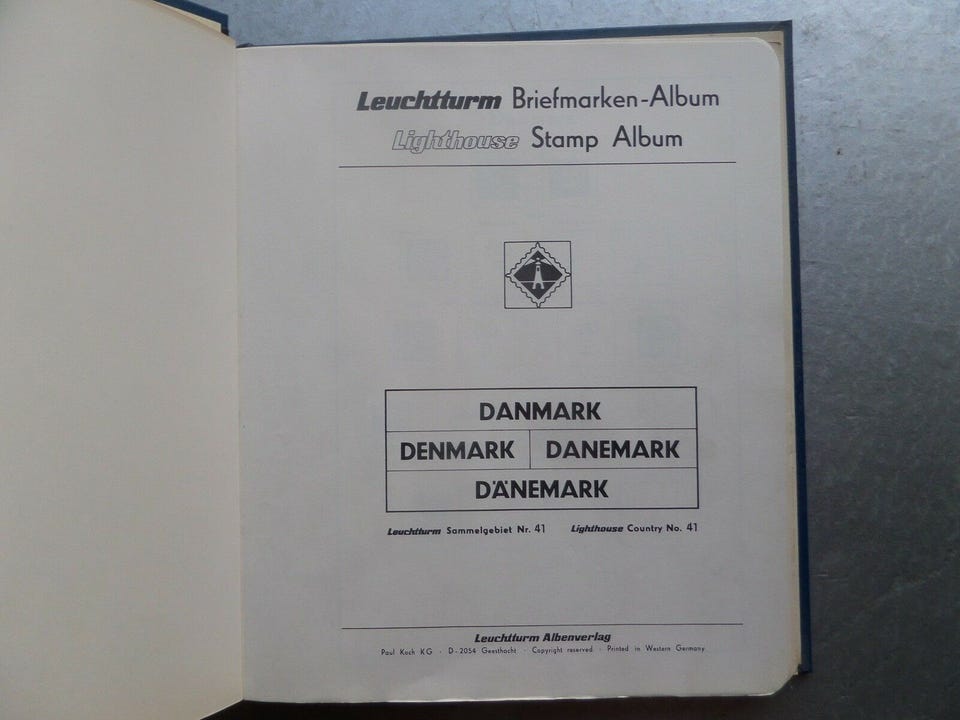 Leuchtturm Briefmarken-Album
Lighthouse Stamp Album
DANMARK
DENMARK DANEMARK
DÄNEMARK
Leuchtturm Sammelgebiet Nr. 41 Lighthouse Country No. 41
Leuchtturm Albenverlag
Paul Koch KG · D-2054 Geesthacht · Copyright reserved · Printed in Western Germany